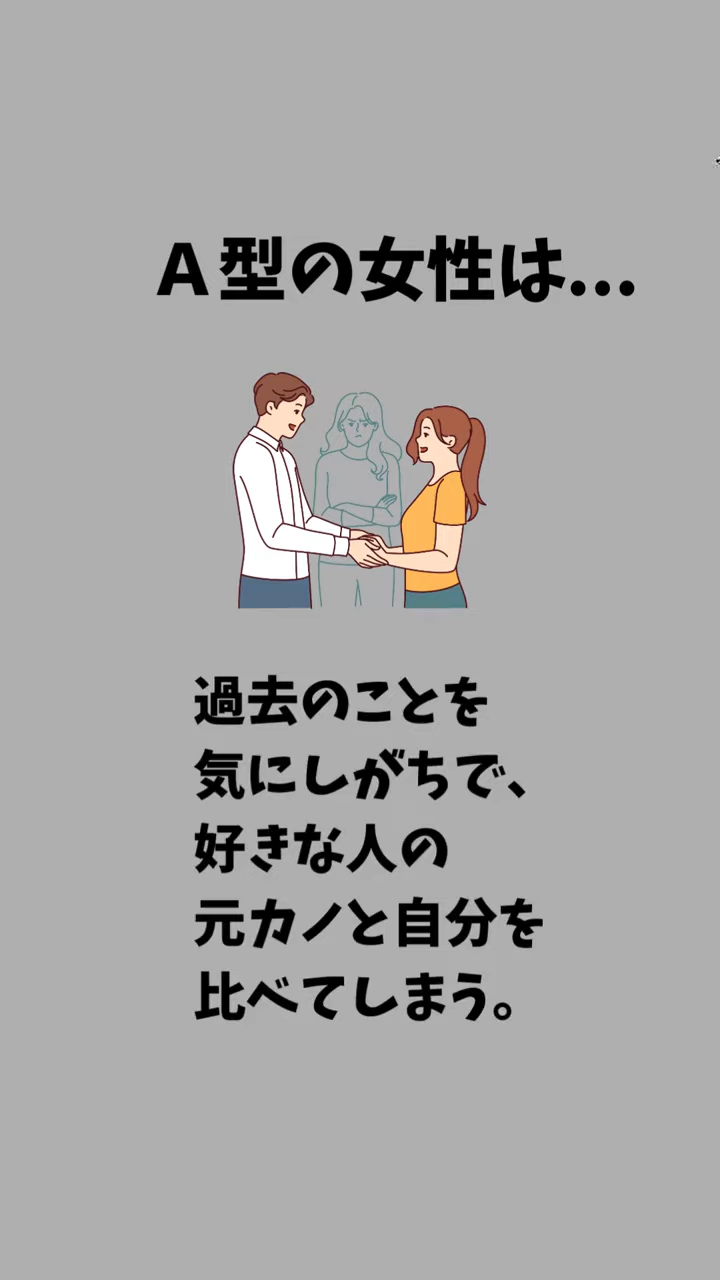 A型の女性は...
過去のことを
気にしがちで、
好きな人の
元カノと自分を
比べてしまう。